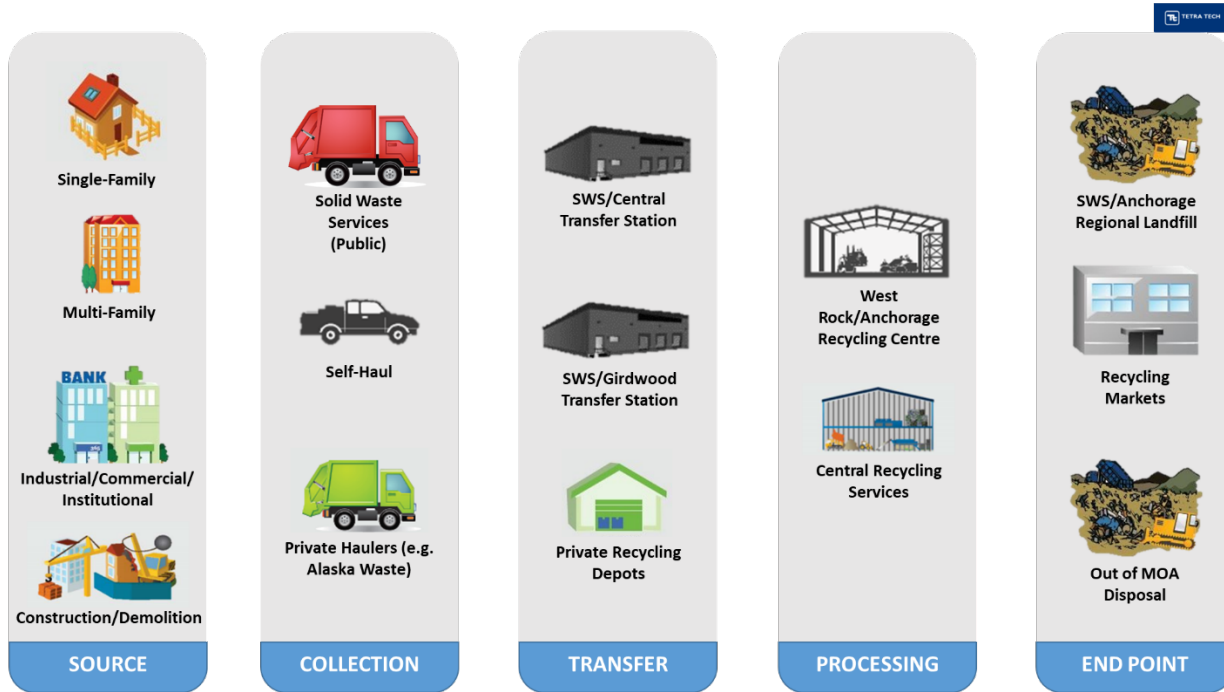 TETRA TECH
Single-Family
Multi-Family
BANK
Industrial/Commercial/
Institutional
Construction/Demolition
SOURCE
Solid Waste
Services
(Public)
Self-Haul
Private Haulers (e.g.
Alaska Waste)
COLLECTION
SWS/Central
Transfer Station
SWS/Girdwood
Transfer Station
Private Recycling
Depots
TRANSFER
West
Rock/Anchorage
Recycling Centre
Central Recycling
Services
PROCESSING
SWS/Anchorage
Regional Landfill
Recycling
Markets
Out of MOA
Disposal
END POINT